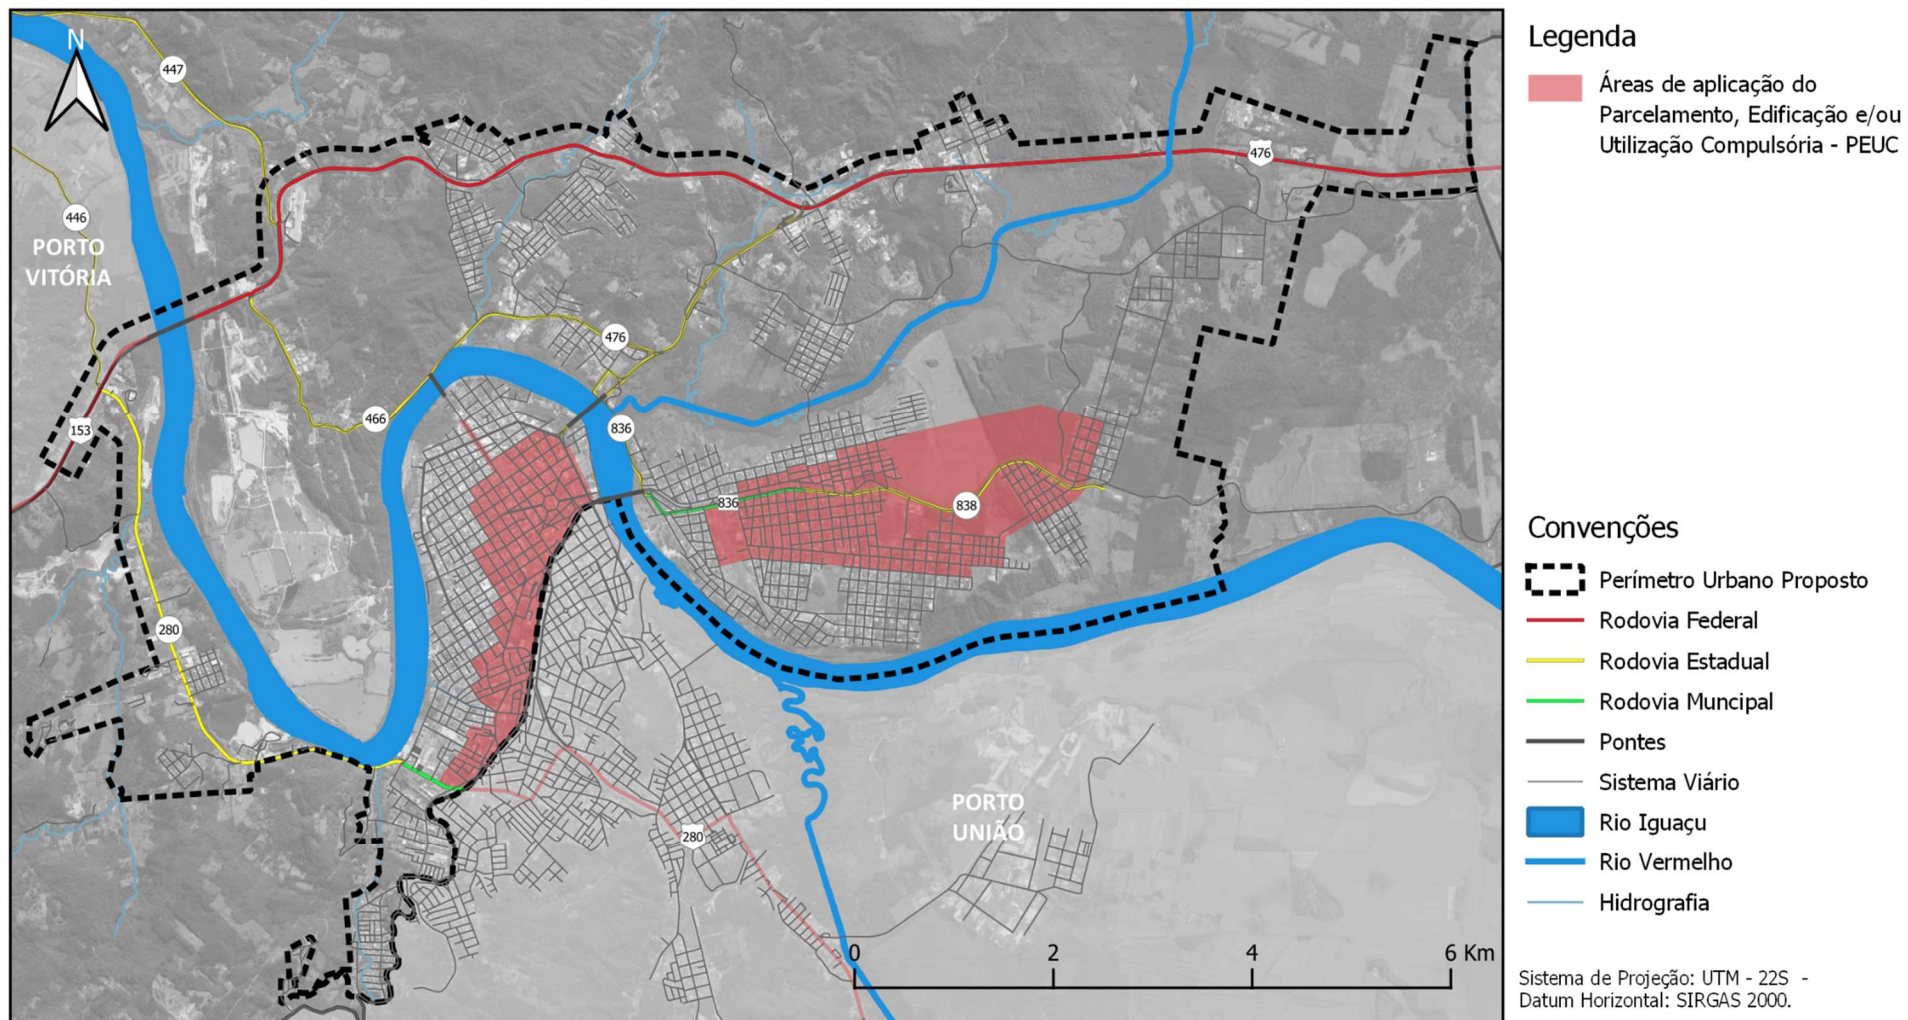 N
447
446
PORTO
VITÓRIA
476
476
466
153
836
836
838
280
280
PORTO
UNIÃO
0
2
4
6 Km
Legenda
Áreas de aplicação do
Parcelamento, Edificação e/ou
Utilização Compulsória - PEUC
Convenções
Perímetro Urbano Proposto
Rodovia Federal
Rodovia Estadual
Rodovia Muncipal
Pontes
Sistema Viário
Rio Iguaçu
Rio Vermelho
Hidrografia
Sistema de Projeção: UTM - 22S -
Datum Horizontal: SIRGAS 2000.